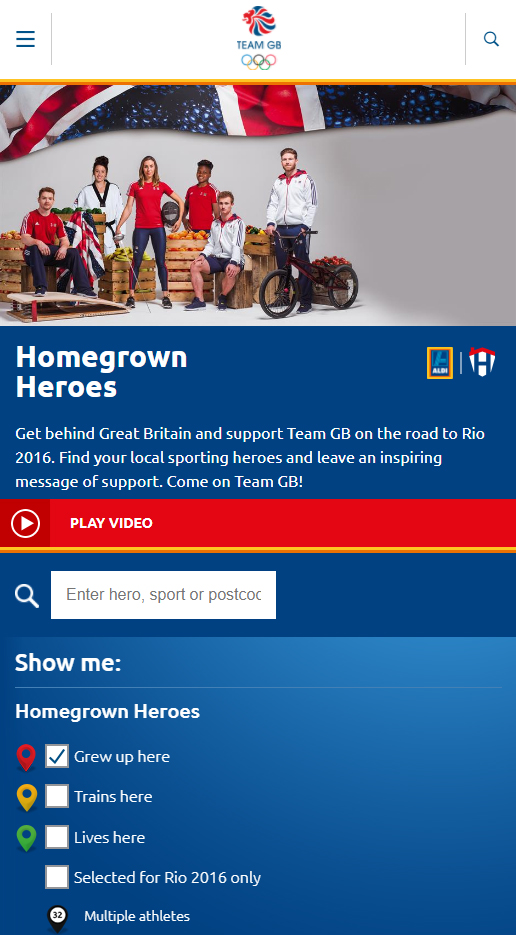 TEAM GB
Homegrown
Heroes
ALDI
Get behind Great Britain and support Team GB on the road to Rio
2016. Find your local sporting heroes and leave an inspiring
message of support. Come on Team GB!
PLAY VIDEO
Enter hero, sport or postcoc
Show me:
Homegrown Heroes
Grew up here
Trains here
Lives here
Selected for Rio 2016 only
32
Multiple athletes